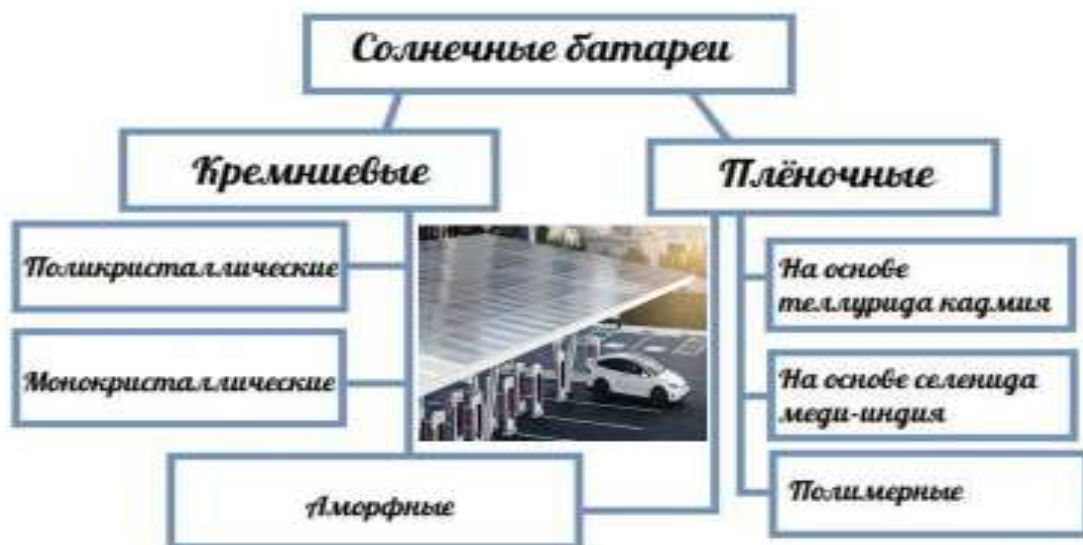 Солнечные батареи
Кремниевые
Плёночные
Поликристаллические
Монокристаллические
Аморфные
На основе
теллурида кадмия
На основе селенида
меди-индия
Полимерные